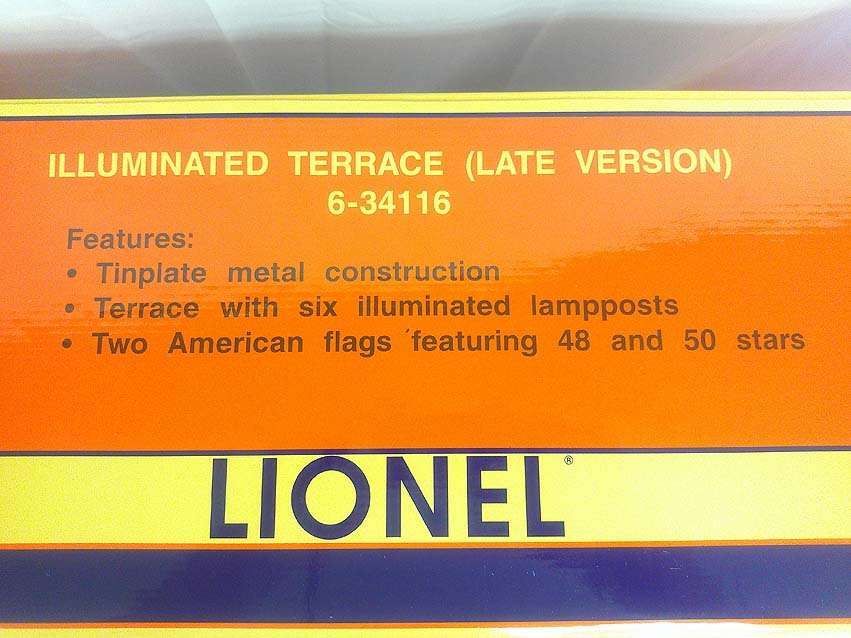 ILLUMINATED TERRACE (LATE VERSION)
6-34116
Features:
• Tinplate metal construction
• Terrace with six illuminated lampposts
• Two American flags featuring 48 and 50 stars
LIONEL®